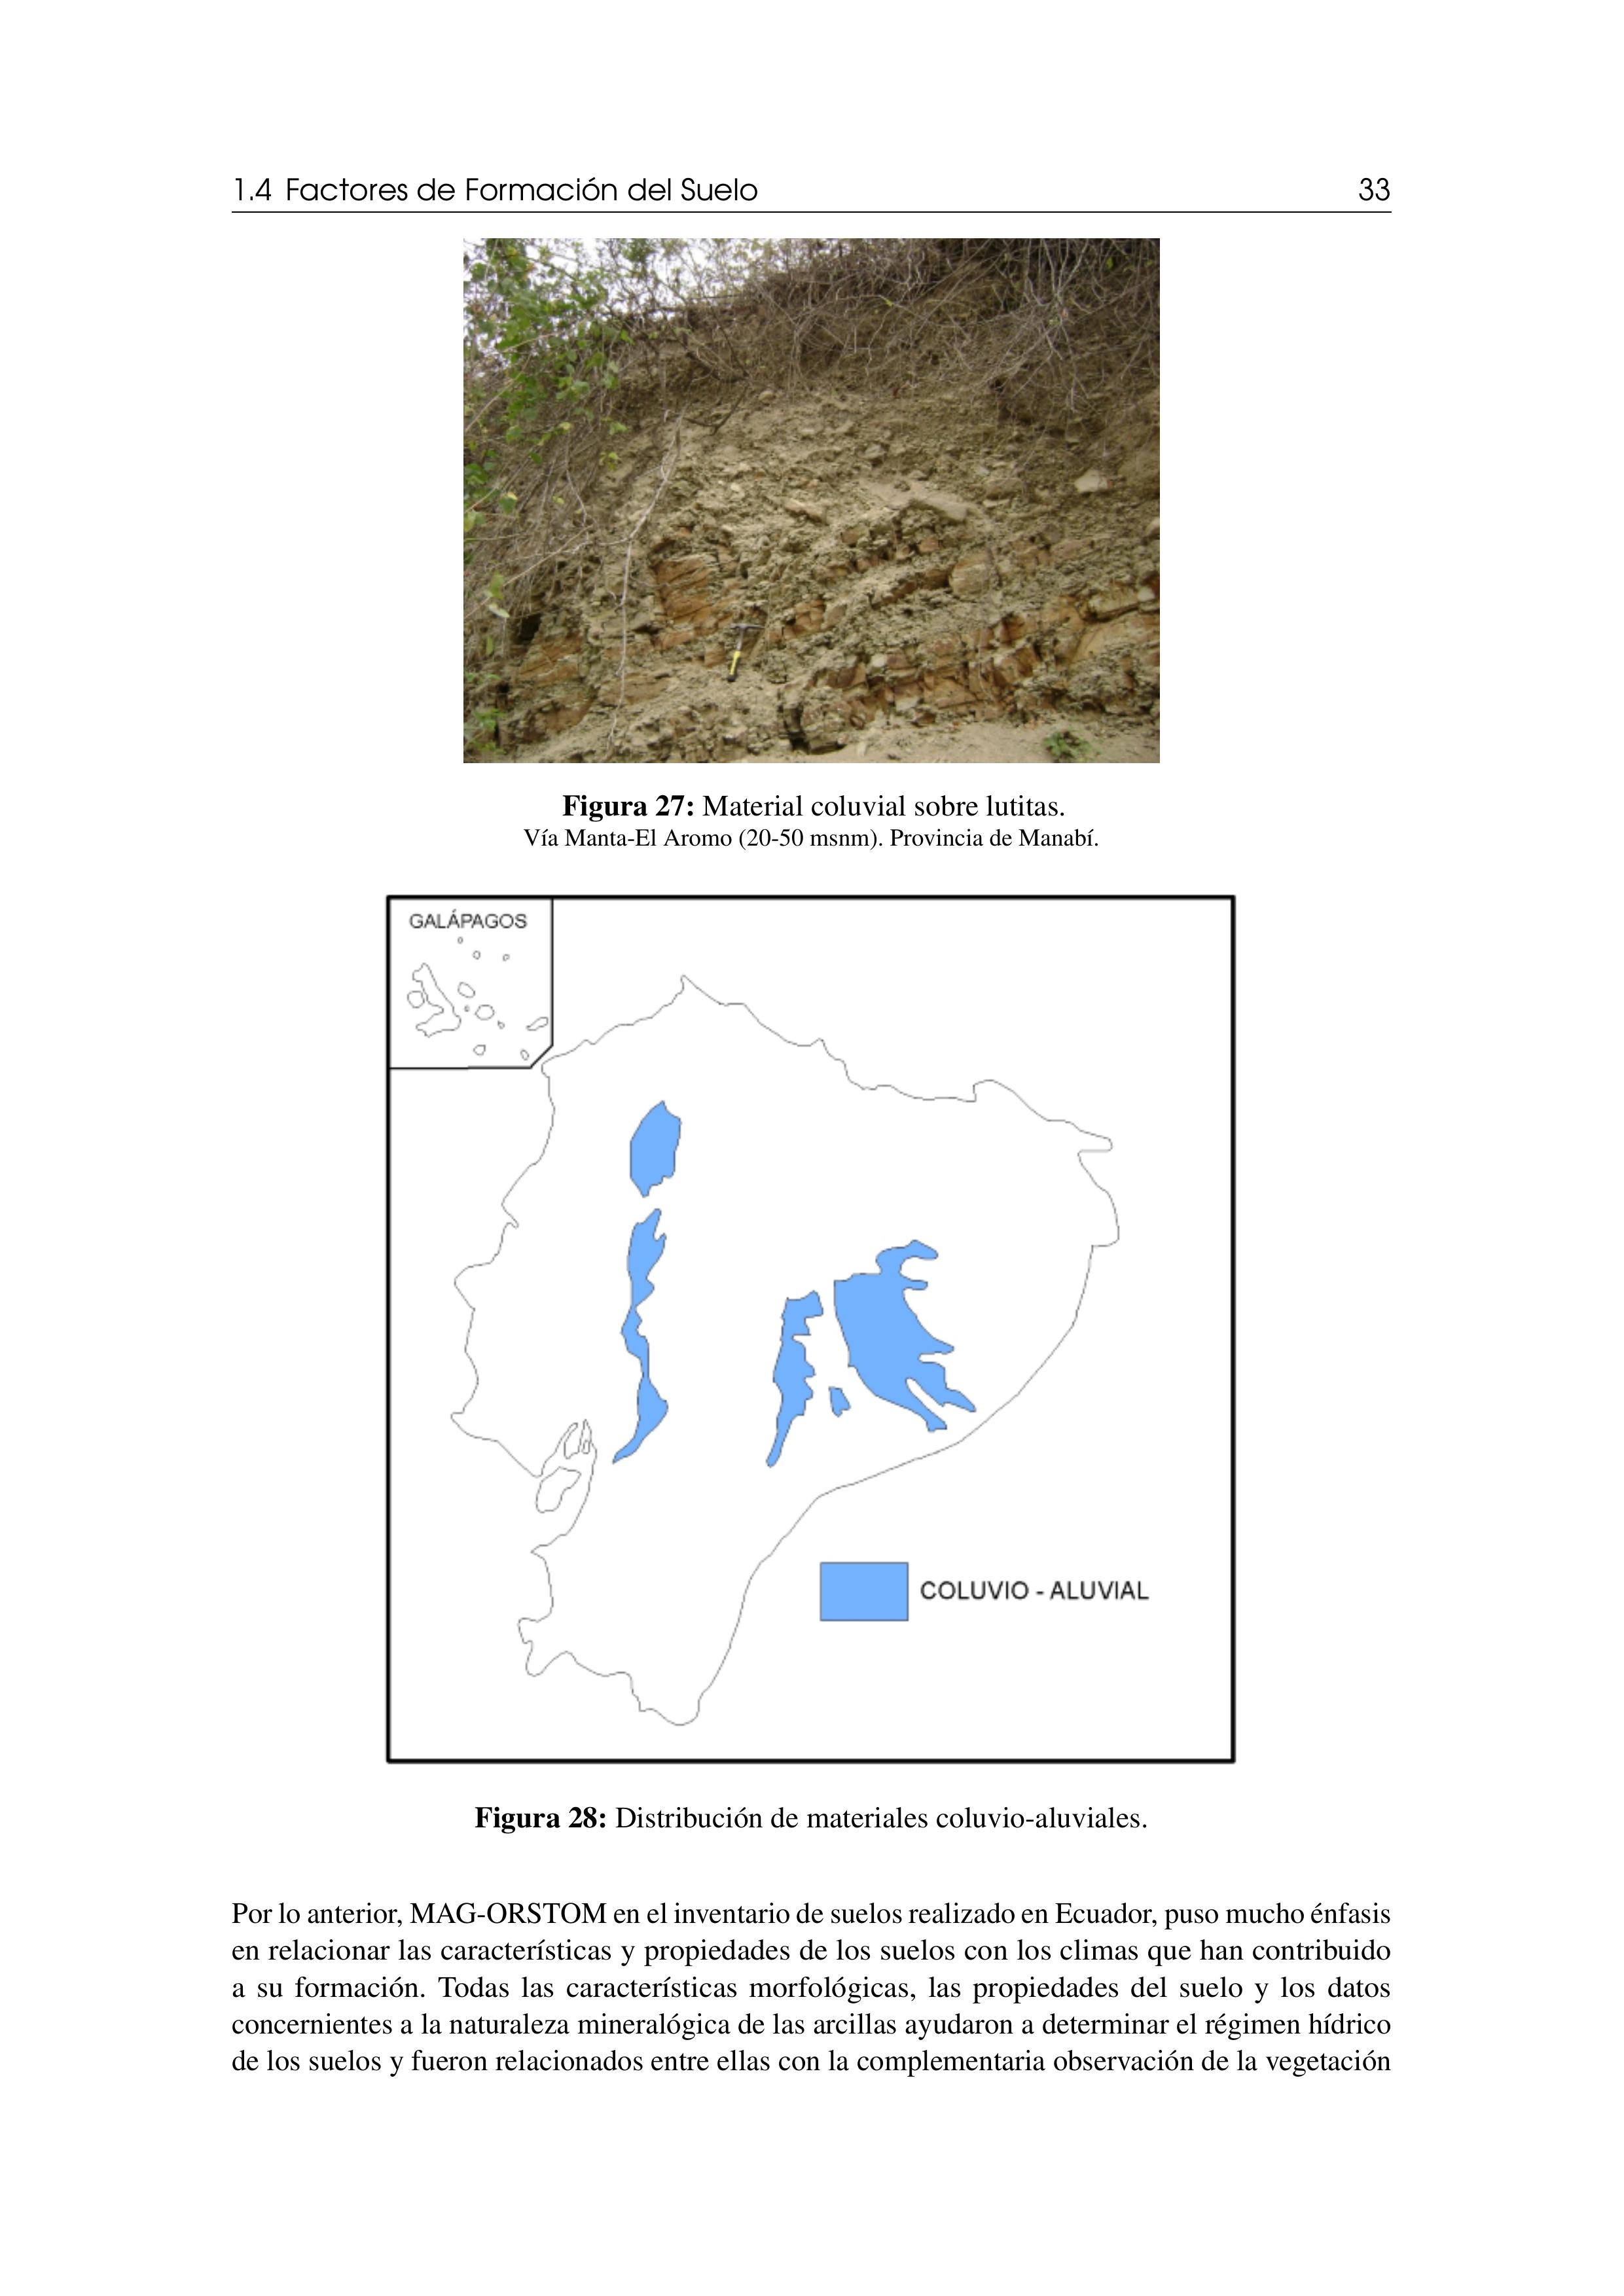 1.4 Factores de Formación del Suelo 33
Figura 27: Material coluvial sobre lutitas.
Vía Manta-El Aromo (20-50 msnm). Provincia de Manabí.
GALÁPAGOS
COLUVIO - ALUVIAL
Figura 28: Distribución de materiales coluvio-aluviales.
Por lo anterior, MAG-ORSTOM en el inventario de suelos realizado en Ecuador, puso mucho énfasis
en relacionar las características y propiedades de los suelos con los climas que han contribuido
a su formación. Todas las características morfológicas, las propiedades del suelo y los datos
concernientes a la naturaleza mineralógica de las arcillas ayudaron a determinar el régimen hídrico
de los suelos y fueron relacionados entre ellas con la complementaria observación de la vegetación